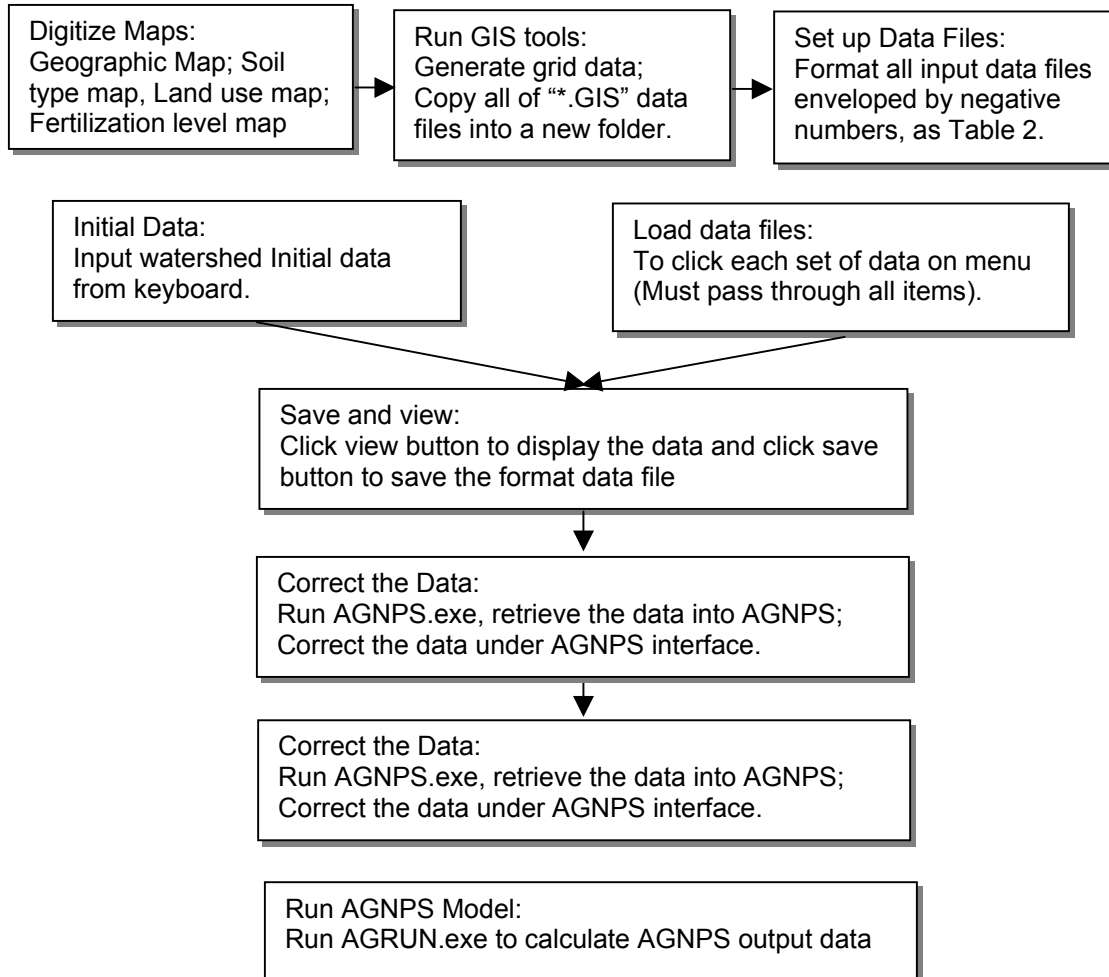 Digitize Maps:
Geographic Map; Soil
type map, Land use map;
Fertilization level map
Run GIS tools:
Generate grid data;
Copy all of “*.GIS” data
files into a new folder.
Set up Data Files:
Format all input data files
enveloped by negative
numbers, as Table 2.
Initial Data:
Input watershed Initial data
from keyboard.
Load data files:
To click each set of data on menu
(Must pass through all items).
Save and view:
Click view button to display the data and click save
button to save the format data file
Correct the Data:
Run AGNPS.exe, retrieve the data into AGNPS;
Correct the data under AGNPS interface.
Correct the Data:
Run AGNPS.exe, retrieve the data into AGNPS;
Correct the data under AGNPS interface.
Run AGNPS Model:
Run AGRUN.exe to calculate AGNPS output data